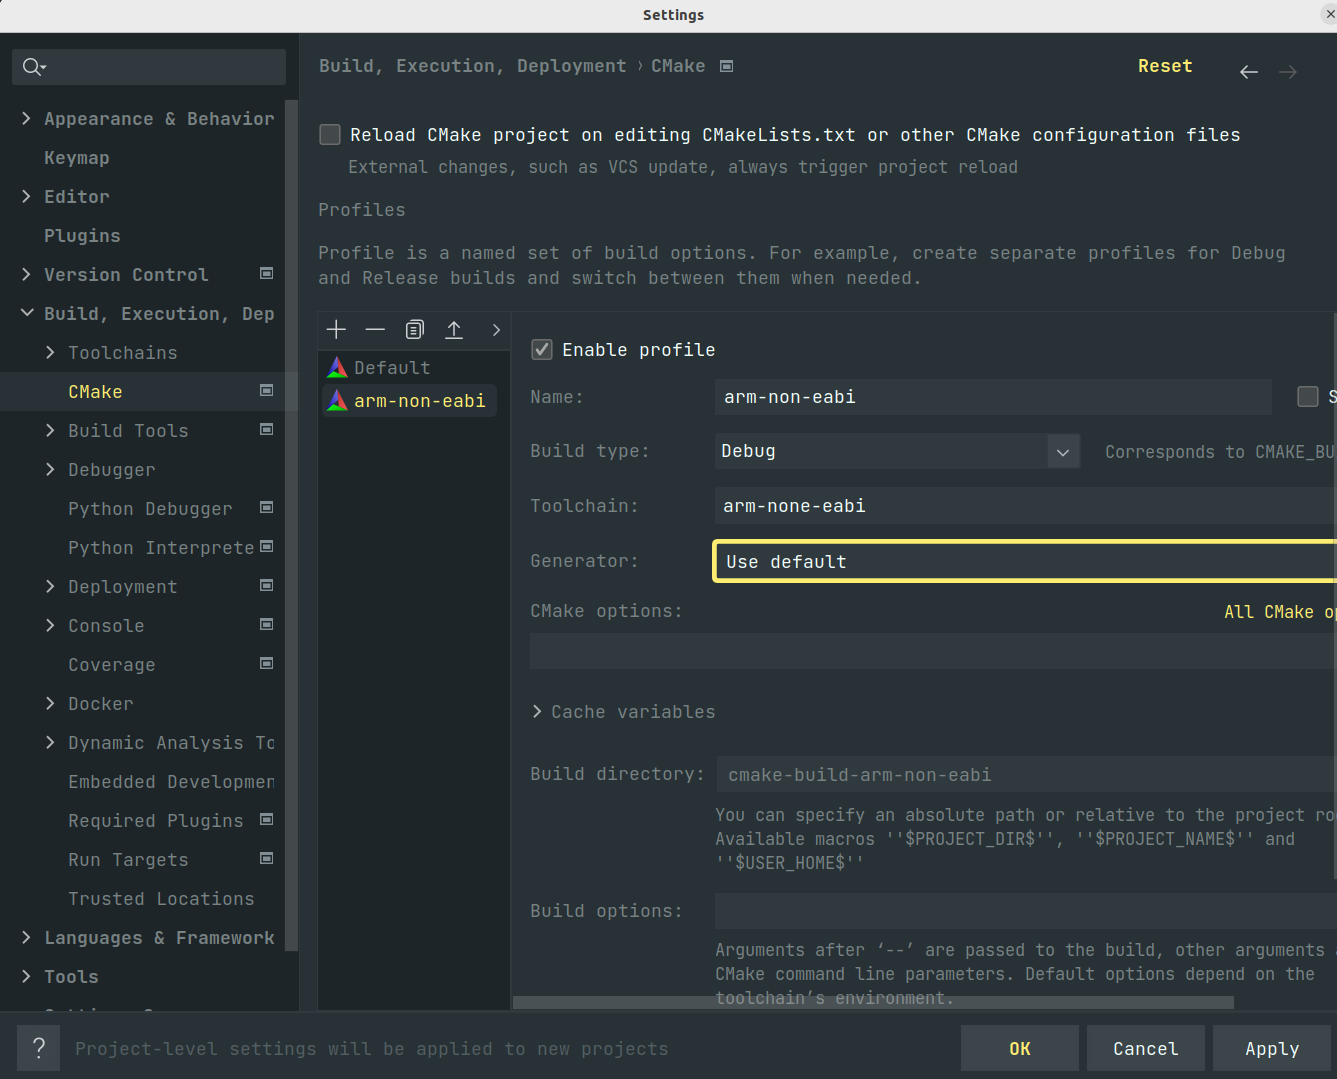 Settings
Build, Execution, Deployment › CMake
Reset
Appearance & Behavior
Keymap
Editor
Plugins
Version Control
Build, Execution, Dep
Toolchains
CMake
Build Tools
Debugger
Python Debugger
Python Interprete
Deployment
Console
Coverage
Docker
Dynamic Analysis To
Embedded Developmen
Required Plugins
Run Targets
Trusted Locations
Languages & Framework
Tools
Reload CMake project on editing CMakeLists.txt or other CMake configuration files
External changes, such as VCS update, always trigger project reload
Profiles
Profile is a named set of build options. For example, create separate profiles for Debug
and Release builds and switch between them when needed.
Default
arm-non-eabi
Enable profile
Name: arm-non-eabi S
Build type: Debug Corresponds to CMAKE_BU
Toolchain: arm-none-eabi
Generator: Use default
CMake options: All CMake op
Cache variables
Build directory: cmake-build-arm-non-eabi
You can specify an absolute path or relative to the project ro
Available macros ''$PROJECT_DIR$'', ''$PROJECT_NAME$'' and
''$USER_HOME$''
Build options:
Arguments after ‘--’ are passed to the build, other arguments a
CMake command line parameters. Default options depend on the
toolchain’s environment.
? Project-level settings will be applied to new projects
OK Cancel Apply